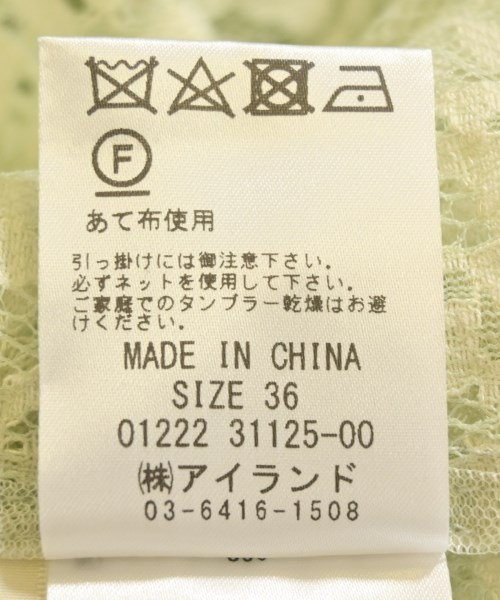 F
あて布使用
引っ掛けには御注意下さい。
必ずネットを使用して下さい。
ご家庭でのタンブラー乾燥はお避
けください。
MADE IN CHINA
SIZE 36
01222 31125-00
㈱アイランド
03-6416-1508